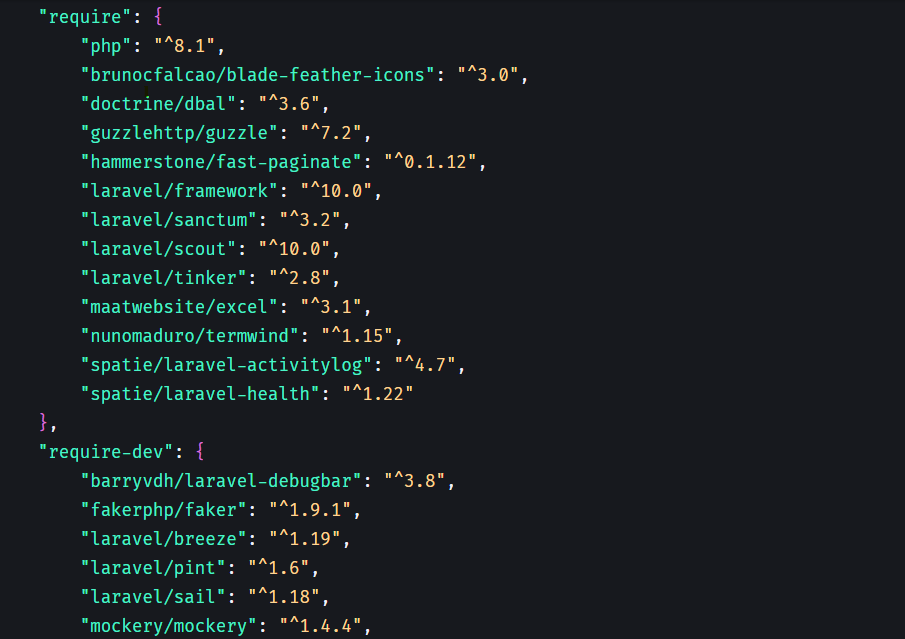 "require": {
"php": "^8.1",
"brunocfalcao/blade-feather-icons": "^3.0",
"doctrine/dbal": "^3.6",
"guzzlehttp/guzzle": "^7.2",
"hammerstone/fast-paginate": "^0.1.12",
"laravel/framework": "^10.0",
"laravel/sanctum": "^3.2",
"laravel/scout": "^10.0",
"laravel/tinker": "^2.8",
"maatwebsite/excel": "^3.1",
"nunomaduro/termwind": "^1.15",
"spatie/laravel-activitylog": "^4.7",
"spatie/laravel-health": "^1.22"
},
"require-dev": {
"barryvdh/laravel-debugbar": "^3.8",
"fakerphp/faker": "^1.9.1",
"laravel/breeze": "^1.19",
"laravel/pint": "^1.6",
"laravel/sail": "^1.18",
"mockery/mockery": "^1.4.4",